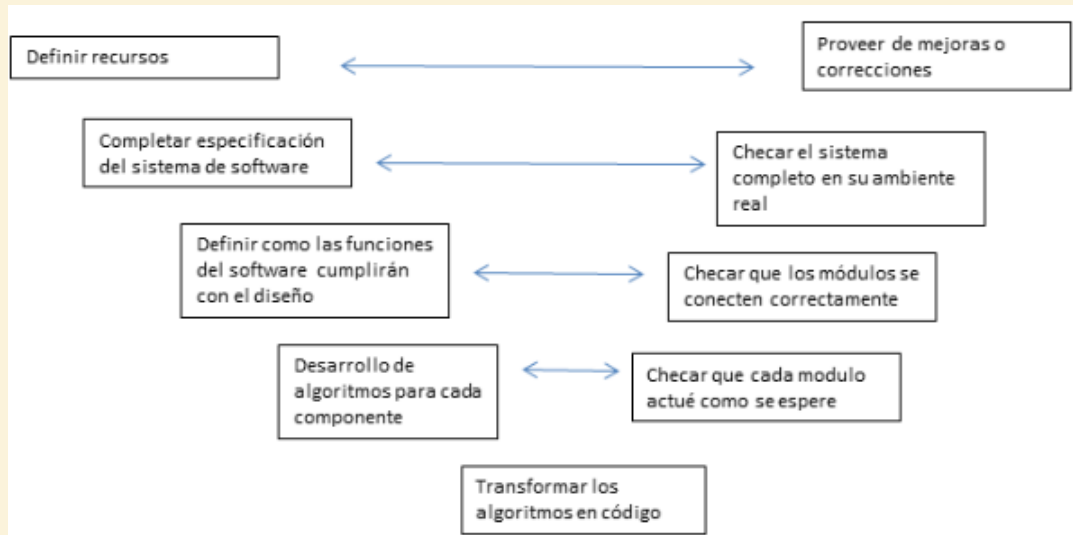 Definir recursos
Proveer de mejoras o
correcciones
Completar especificación
del sistema de software
Checar el sistema
completo en su ambiente
real
Definir como las funciones
del software cumplirán
con el diseño
Checar que los módulos se
conecten correctamente
Desarrollo de
algoritmos para cada
componente
Checar que cada modulo
actué como se espere
Transformar los
algoritmos en código